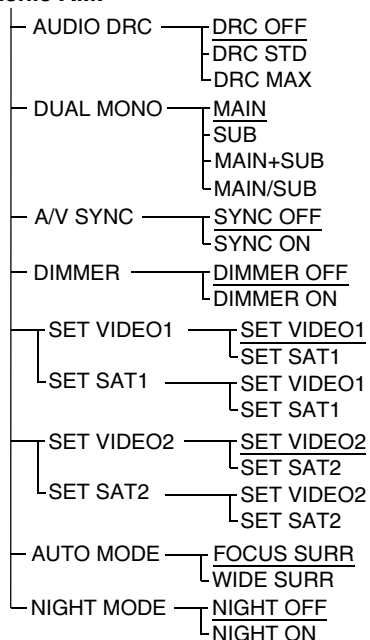 AUDIO DRC DRC OFF
DRC STD
DRC MAX
DUAL MONO MAIN
SUB
MAIN+SUB
MAIN/SUB
A/V SYNC SYNC OFF
SYNC ON
DIMMER DIMMER OFF
DIMMER ON
SET VIDEO1 SET VIDEO1
SET SAT1
SET SAT1 SET VIDEO1
SET SAT1
SET VIDEO2 SET VIDEO2
SET SAT2
SET SAT2 SET VIDEO2
SET SAT2
AUTO MODE FOCUS SURR
WIDE SURR
NIGHT MODE NIGHT OFF
NIGHT ON